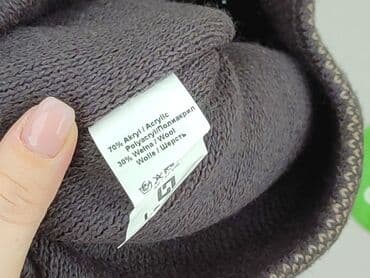 70% Akryl / Acrylic
Polyacryl/Полиакрил
30% Wełna / Wool
Wolle / Шерсть